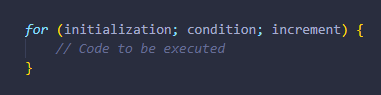 for (initialization; condition; increment) {
    // Code to be executed
}